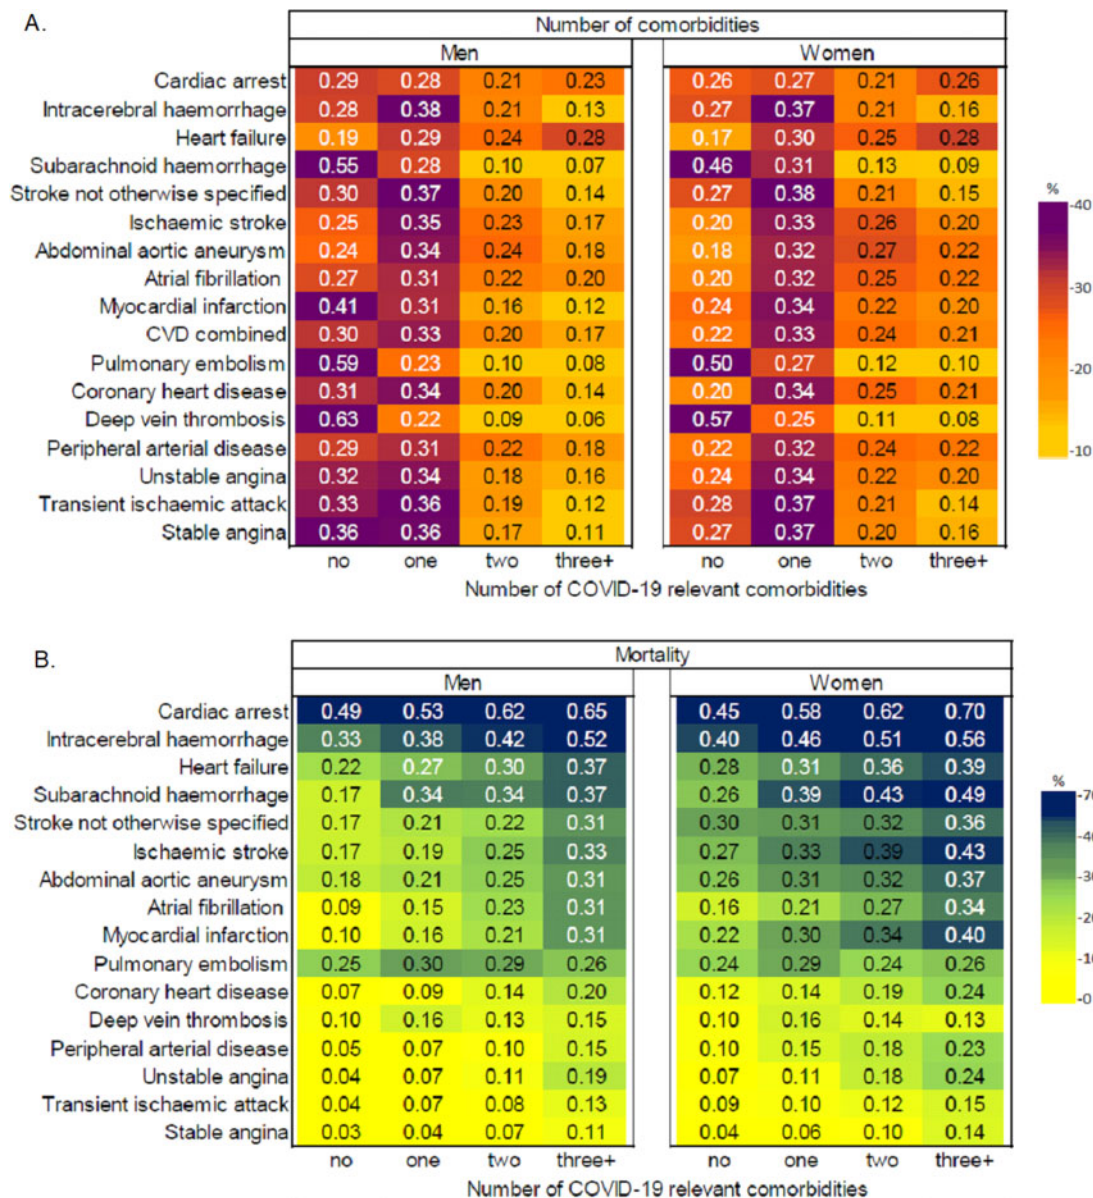 A.
Number of comorbidities
Men Women
Cardiac arrest 0.29 0.28 0.21 0.23 0.26 0.27 0.21 0.26
Intracerebral haemorrhage 0.28 0.38 0.21 0.13 0.27 0.37 0.21 0.16
Heart failure 0.19 0.29 0.24 0.28 0.17 0.30 0.25 0.28
Subarachnoid haemorrhage 0.55 0.28 0.10 0.07 0.46 0.31 0.13 0.09
Stroke not otherwise specified 0.30 0.37 0.20 0.14 0.27 0.38 0.21 0.15
Ischaemic stroke 0.25 0.35 0.23 0.17 0.20 0.33 0.26 0.20
Abdominal aortic aneurysm 0.24 0.34 0.24 0.18 0.18 0.32 0.27 0.22
Atrial fibrillation 0.27 0.31 0.22 0.20 0.20 0.32 0.25 0.22
Myocardial infarction 0.41 0.31 0.16 0.12 0.24 0.34 0.22 0.20
CVD combined 0.30 0.33 0.20 0.17 0.22 0.33 0.24 0.21
Pulmonary embolism 0.59 0.23 0.10 0.08 0.50 0.27 0.12 0.10
Coronary heart disease 0.31 0.34 0.20 0.14 0.20 0.34 0.25 0.21
Deep vein thrombosis 0.63 0.22 0.09 0.06 0.57 0.25 0.11 0.08
Peripheral arterial disease 0.29 0.31 0.22 0.18 0.22 0.32 0.24 0.22
Unstable angina 0.32 0.34 0.18 0.16 0.24 0.34 0.22 0.20
Transient ischaemic attack 0.33 0.36 0.19 0.12 0.28 0.37 0.21 0.14
Stable angina 0.36 0.36 0.17 0.11 0.27 0.37 0.20 0.16
no one two three+ no one two three+
Number of COVID-19 relevant comorbidities
%
-40
-30
-20
-10
B.
Mortality
Men Women
Cardiac arrest 0.49 0.53 0.62 0.65 0.45 0.58 0.62 0.70
Intracerebral haemorrhage 0.33 0.38 0.42 0.52 0.40 0.46 0.51 0.56
Heart failure 0.22 0.27 0.30 0.37 0.28 0.31 0.36 0.39
Subarachnoid haemorrhage 0.17 0.34 0.34 0.37 0.26 0.39 0.43 0.49
Stroke not otherwise specified 0.17 0.21 0.22 0.31 0.30 0.31 0.32 0.36
Ischaemic stroke 0.17 0.19 0.25 0.33 0.27 0.33 0.39 0.43
Abdominal aortic aneurysm 0.18 0.21 0.25 0.31 0.26 0.31 0.32 0.37
Atrial fibrillation 0.09 0.15 0.23 0.31 0.16 0.21 0.27 0.34
Myocardial infarction 0.10 0.16 0.21 0.31 0.22 0.30 0.34 0.40
Pulmonary embolism 0.25 0.30 0.29 0.26 0.24 0.29 0.24 0.26
Coronary heart disease 0.07 0.09 0.14 0.20 0.12 0.14 0.19 0.24
Deep vein thrombosis 0.10 0.16 0.13 0.15 0.10 0.16 0.14 0.13
Peripheral arterial disease 0.05 0.07 0.10 0.15 0.10 0.15 0.18 0.23
Unstable angina 0.04 0.07 0.11 0.19 0.07 0.11 0.18 0.24
Transient ischaemic attack 0.04 0.07 0.08 0.13 0.09 0.10 0.12 0.15
Stable angina 0.03 0.04 0.07 0.11 0.04 0.06 0.10 0.14
no one two three+ no one two three+
Number of COVID-19 relevant comorbidities
%
-70
-40
-30
-20
-10
-0